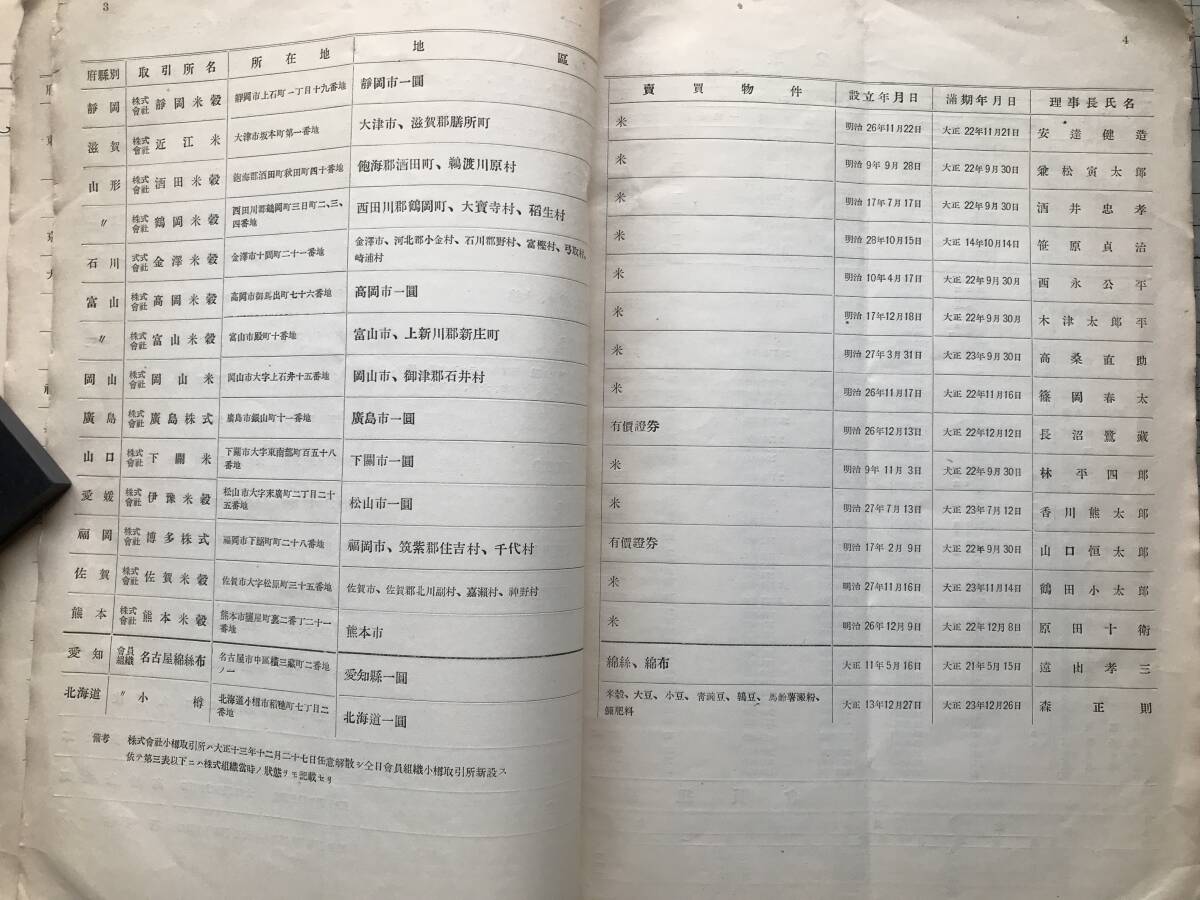 3
府縣別 取引所名 所在地 地區
靜岡 株式會社 靜岡米穀 靜岡市上石町一丁目十九番地 靜岡市一圓
滋賀 株式會社 近江米 大津市坂本町第一番地 大津市、滋賀郡膳所町
山形 株式會社 酒田米穀 飽海郡酒田町秋田町四十番地 飽海郡酒田町、鵜渡川原村
〃 株式會社 鶴岡米穀 西田川郡鶴岡町三日町二、三、四番地 西田川郡鶴岡町、大寶寺村、稻生村
石川 式式會社 金澤米穀 金澤市十間町二十一番地 金澤市、河北郡小金村、石川郡野村、富樫村、弓取村、崎浦村
富山 株式會社 高岡米穀 高岡市御馬出町七十六番地 高岡市一圓
〃 株式會社 富山米穀 富山市殿町十番地 富山市、上新川郡新庄町
岡山 株式會社 岡山米 岡山市大字上石井十五番地 岡山市、御津郡石井村
廣島 株式會社 廣島株式 廣島市銀山町十一番地 廣島市一圓
山口 株式會社 下關米 下關市大字東南部町百五十八番地 下關市一圓
愛媛 株式會社 伊豫米穀 松山市大字末廣町二丁目二十五番地 松山市一圓
福岡 株式會社 博多株式 福岡市下鰯町二十八番地 福岡市、筑紫郡住吉村、千代村
佐賀 株式會社 佐賀米穀 佐賀市大字松原町三十五番地 佐賀市、佐賀郡北川副村、嘉瀨村、神野村
熊本 株式會社 熊本米穀 熊本市紺屋町裏二番丁二十一番地 熊本市
愛知 會員組織 名古屋綿絲布 名古屋市中區橫三藏町二番地ノ一 愛知縣一圓
北海道 〃 小樽 北海道小樽市稻穗町七丁目二番地 北海道一圓
備考 株式會社小樽取引所ハ大正十三年十二月二十七日任意解散シ仝日會員組織小樽取引所新設ス
依テ第三表以下ニハ株式組織當時ノ狀態ヲモ記載セリ
4
賣買物件 設立年月日 滿期年月日 理事長氏名
米 明治26年11月22日 大正22年11月21日 安達健造
米 明治9年9月28日 大正22年9月30日 兼松寅太郎
米 明治17年7月17日 大正22年9月30日 酒井忠孝
米 明治28年10月15日 大正14年10月14日 笹原貞治
米 明治10年4月17日 大正22年9月30日 西永公平
米 明治17年12月18日 大正22年9月30日 木津太郎平
米 明治27年3月31日 大正23年9月30日 高桑直助
米 明治26年11月17日 大正22年11月16日 篠岡春太
有價證券 明治26年12月13日 大正22年12月12日 長沼鷺藏
米 明治9年11月3日 大正22年9月30日 林平四郎
米 明治27年7月13日 大正23年7月12日 香川熊太郎
有價證券 明治17年2月9日 大正22年9月30日 山口恒太郎
米 明治27年11月16日 大正23年11月14日 鶴田小太郎
米 明治26年12月9日 大正22年12月8日 原田十衛
綿絲、綿布 大正11年5月16日 大正21年5月15日 遠山孝三
米穀、大豆、小豆、靑豌豆、鶉豆、馬鈴薯澱粉、鰊肥料 大正13年12月27日 大正23年12月26日 森正則